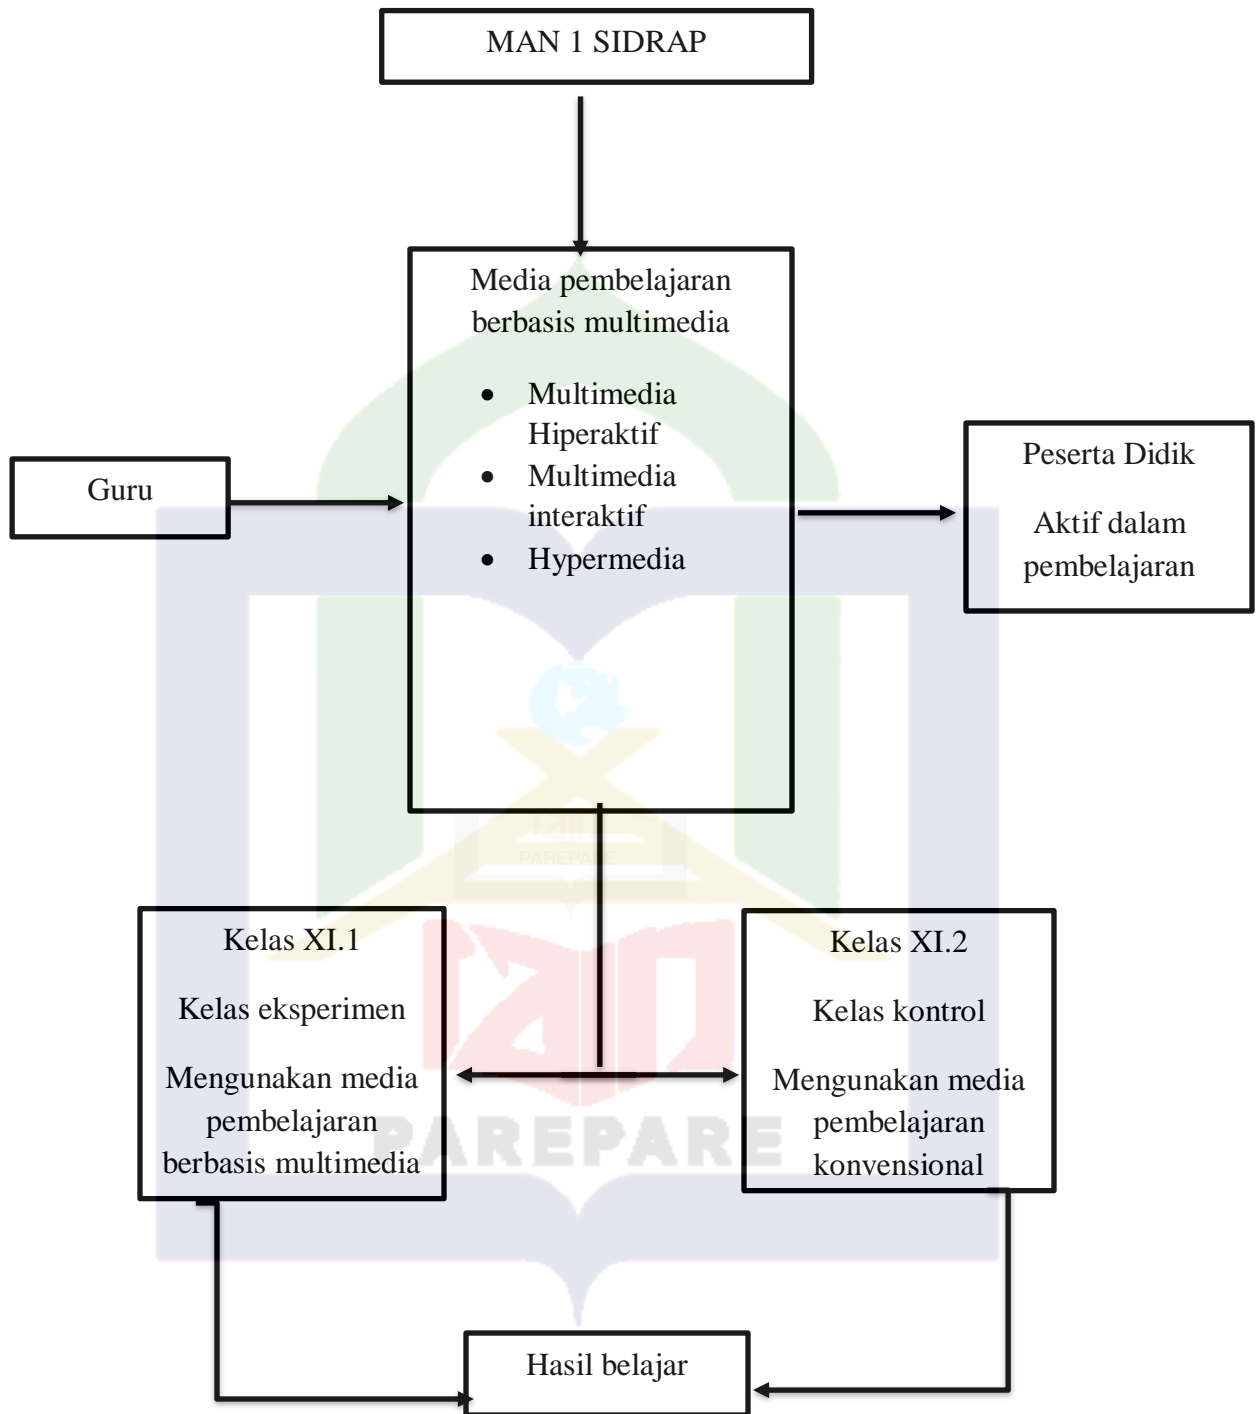 MAN 1 SIDRAP
Media pembelajaran
berbasis multimedia
• Multimedia
Hiperaktif
• Multimedia
interaktif
• Hypermedia
Guru
Peserta Didik
Aktif dalam
pembelajaran
PAREPARE
Kelas XI.1
Kelas eksperimen
Mengunakan media
pembelajaran
berbasis multimedia
Kelas XI.2
Kelas kontrol
Mengunakan media
pembelajaran
konvensional
PAREPARE
Hasil belajar